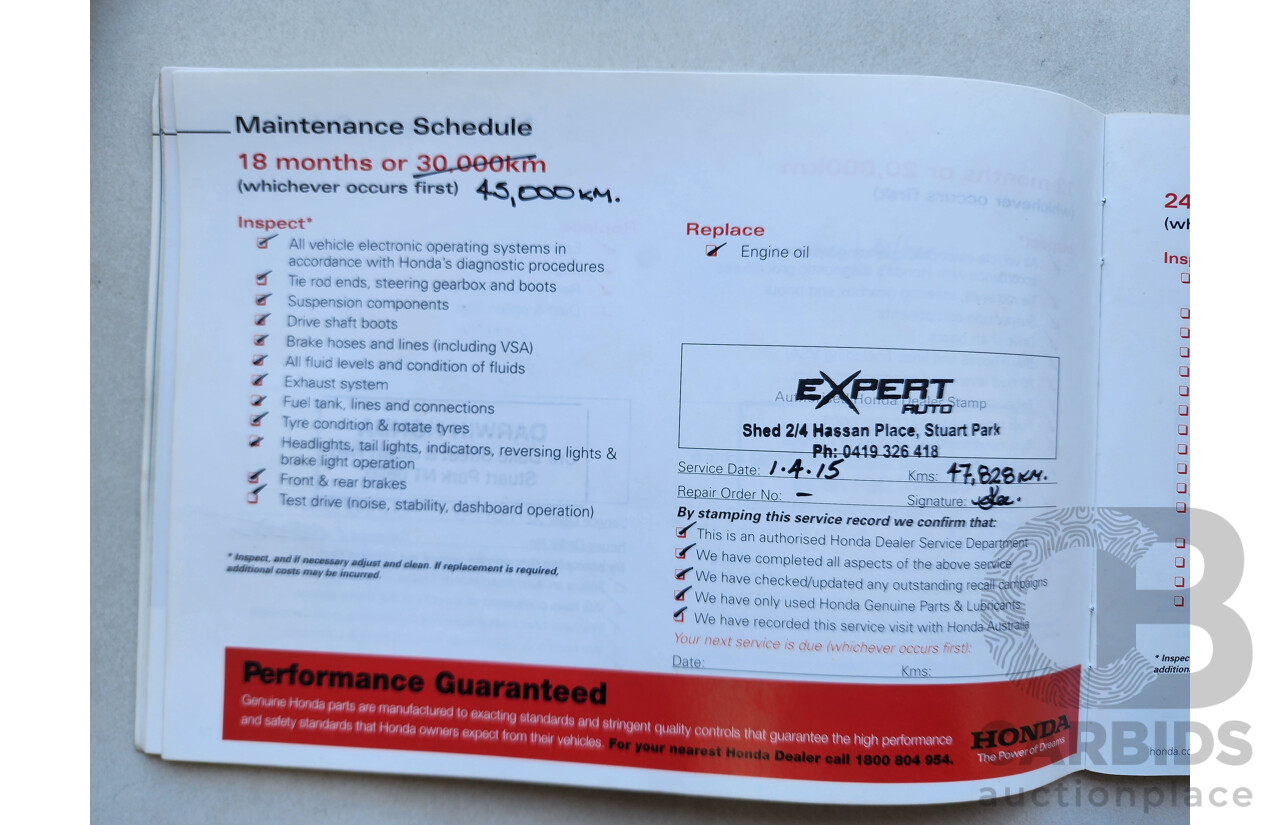 Maintenance Schedule
18 months or 30,000km
(whichever occurs first) 45,000KM.
Inspect*
All vehicle electronic operating systems in
accordance with Honda's diagnostic procedures
Tie rod ends, steering gearbox and boots
Suspension components
Drive shaft boots
Brake hoses and lines (including VSA)
All fluid levels and condition of fluids
Exhaust system
Fuel tank, lines and connections
Tyre condition & rotate tyres
Headlights, tail lights, indicators, reversing lights &
brake light operation
Front & rear brakes
Test drive (noise, stability, dashboard operation)
* Inspect, and if necessary adjust and clean. If replacement is required,
additional costs may be incurred.
Replace
Engine oil
EXPERT
AUTO
Authorised Honda Dealer Stamp
Shed 2/4 Hassan Place, Stuart Park
Ph: 0419 326 418
Service Date: 1.4.15 Kms: 47,828KM.
Repair Order No: – Signature:
By stamping this service record we confirm that:
This is an authorised Honda Dealer Service Department
We have completed all aspects of the above service
We have checked/updated any outstanding recall campaigns
We have only used Honda Genuine Parts & Lubricants
We have recorded this service visit with Honda Australia
Your next service is due (whichever occurs first):
Date: Kms:
Performance Guaranteed
Genuine Honda parts are manufactured to exacting standards and stringent quality controls that guarantee the high performance
and safety standards that Honda owners expect from their vehicles. For your nearest Honda Dealer call 1800 804 954.
HONDA
The Power of Dreams
24
(wh
Ins
* Inspec
addition
honda.co
CARBIDS
auctionplace